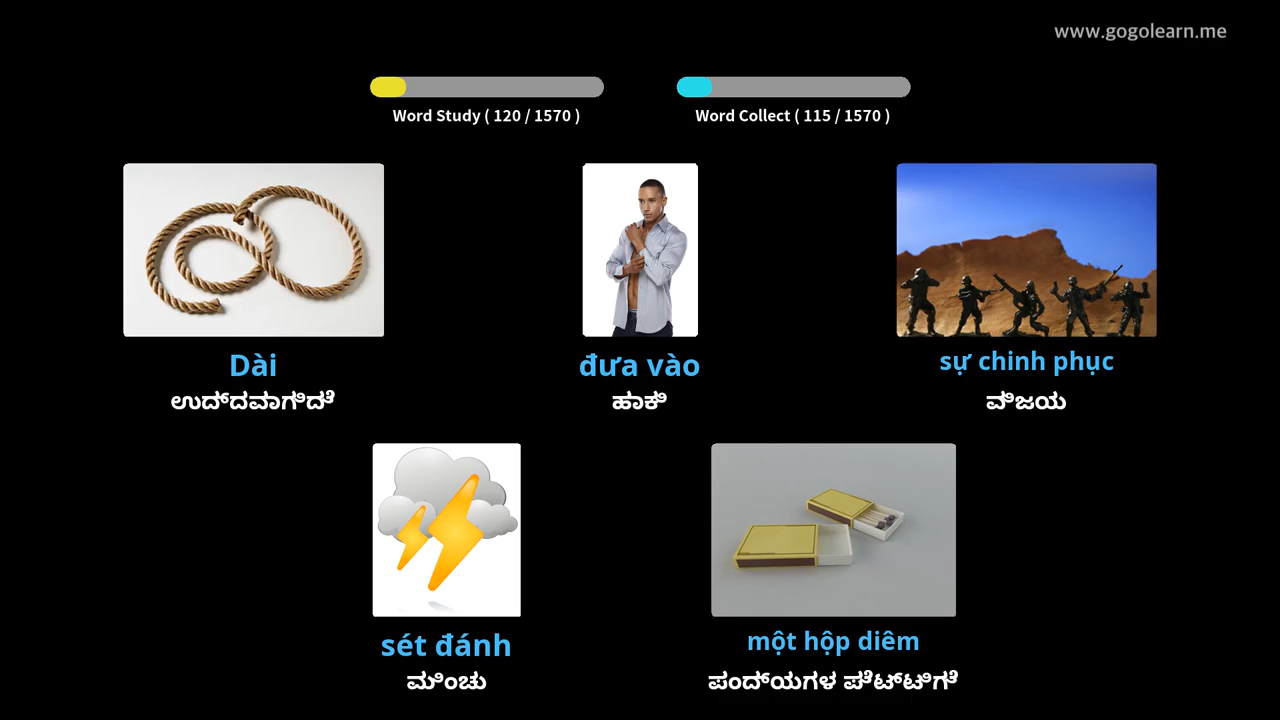 www.gogolearn.me
Word Study ( 120 / 1570 )
Word Collect ( 115 / 1570 )
Dài
đưa vào
sự chinh phục
ಉದ್ದವಾಗಿದೆ
ಹಾಕಿ
ವಿಜಯ
sét đánh
một hộp diêm
ಮಿಂಚು
ಪಂದ್ಯಗಳ ಪೆಟ್ಟಿಗೆ